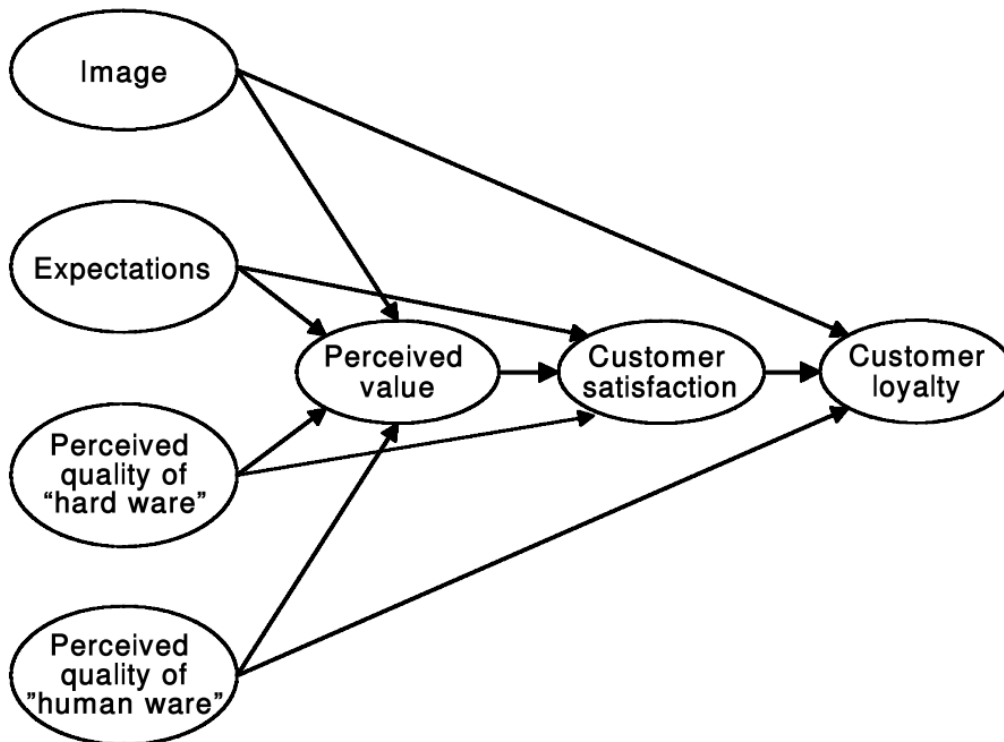 Image
Expectations
Perceived
value
Customer
satisfaction
Customer
loyalty
Perceived
quality of
“hard ware”
Perceived
quality of
”human ware”